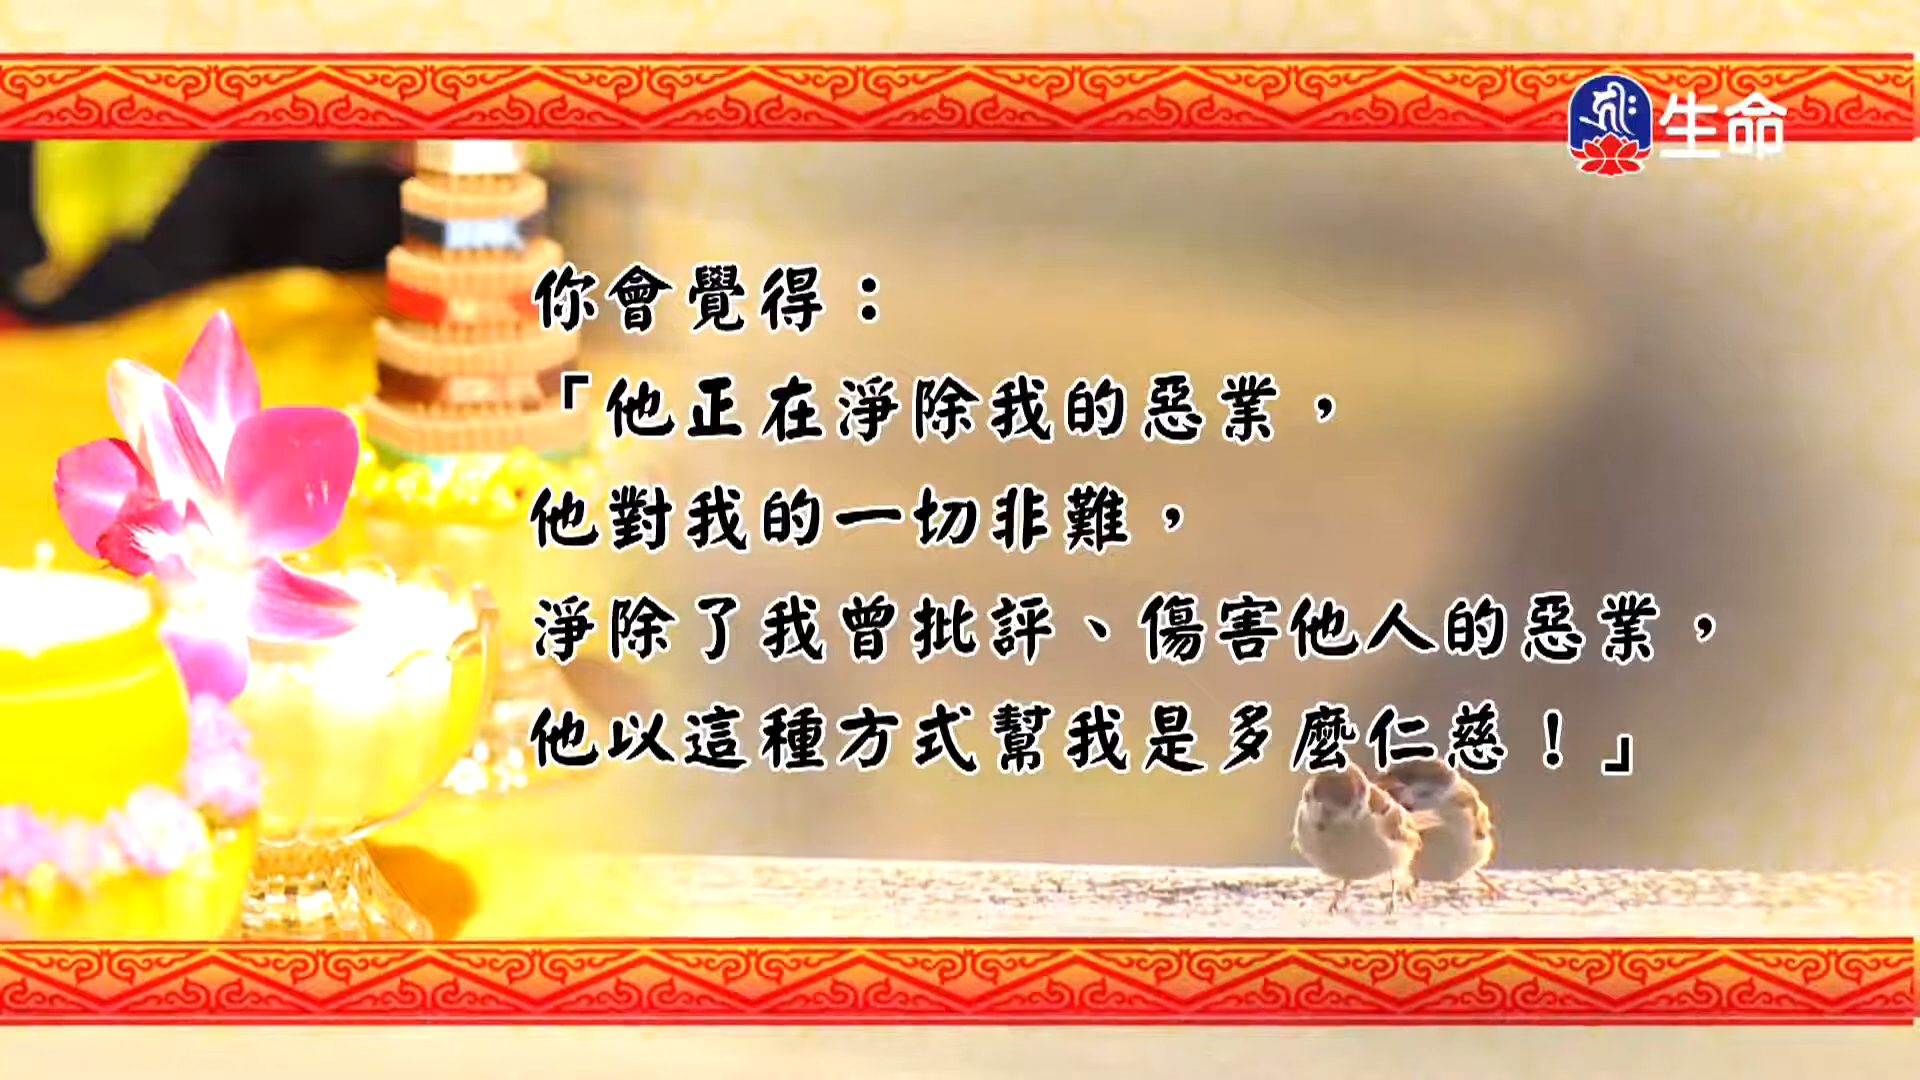 生命
你會覺得：
「他正在淨除我的惡業，
他對我的一切非難，
淨除了我曾批評、傷害他人的惡業，
他以這種方式幫我是多麼仁慈！」